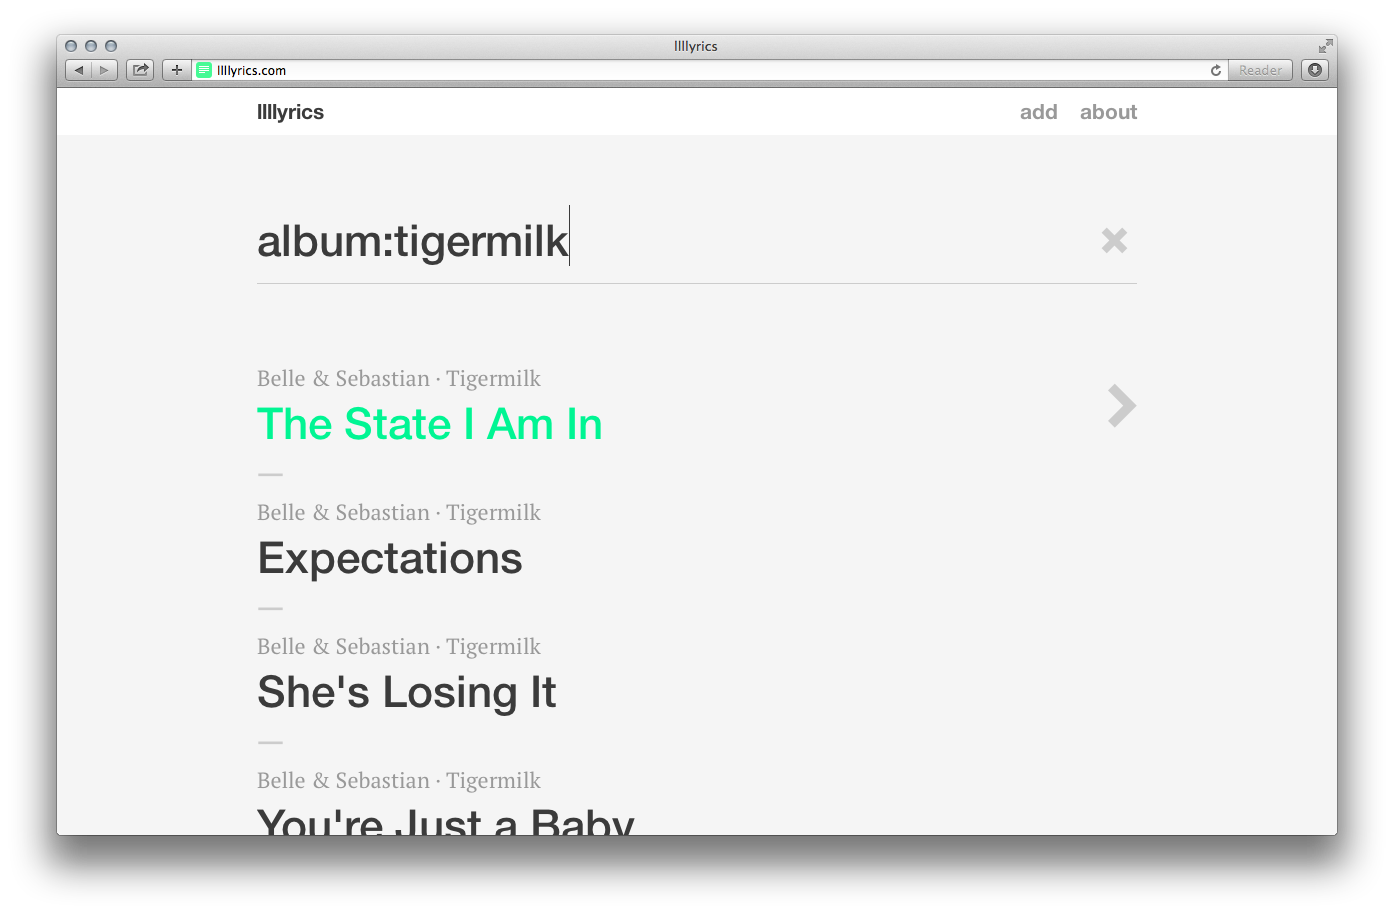 llllyrics
llllyrics.com
Reader
llllyrics
add
about
album:tigermilk
Belle & Sebastian · Tigermilk
The State I Am In
Belle & Sebastian · Tigermilk
Expectations
Belle & Sebastian · Tigermilk
She's Losing It
Belle & Sebastian · Tigermilk
You're Just a Baby